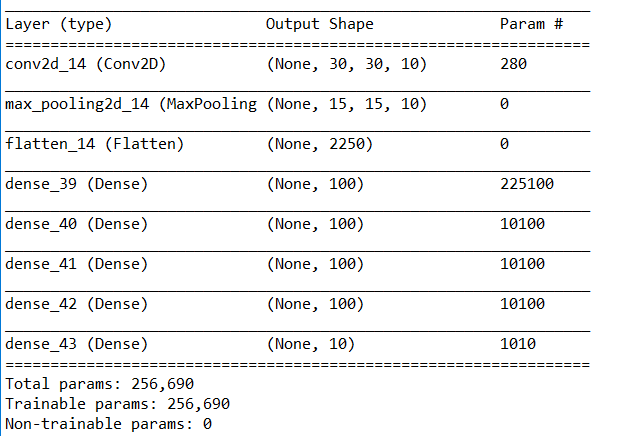 Layer (type) Output Shape Param #
=================================================================
conv2d_14 (Conv2D) (None, 30, 30, 10) 280
max_pooling2d_14 (MaxPooling (None, 15, 15, 10) 0
flatten_14 (Flatten) (None, 2250) 0
dense_39 (Dense) (None, 100) 225100
dense_40 (Dense) (None, 100) 10100
dense_41 (Dense) (None, 100) 10100
dense_42 (Dense) (None, 100) 10100
dense_43 (Dense) (None, 10) 1010
=================================================================
Total params: 256,690
Trainable params: 256,690
Non-trainable params: 0